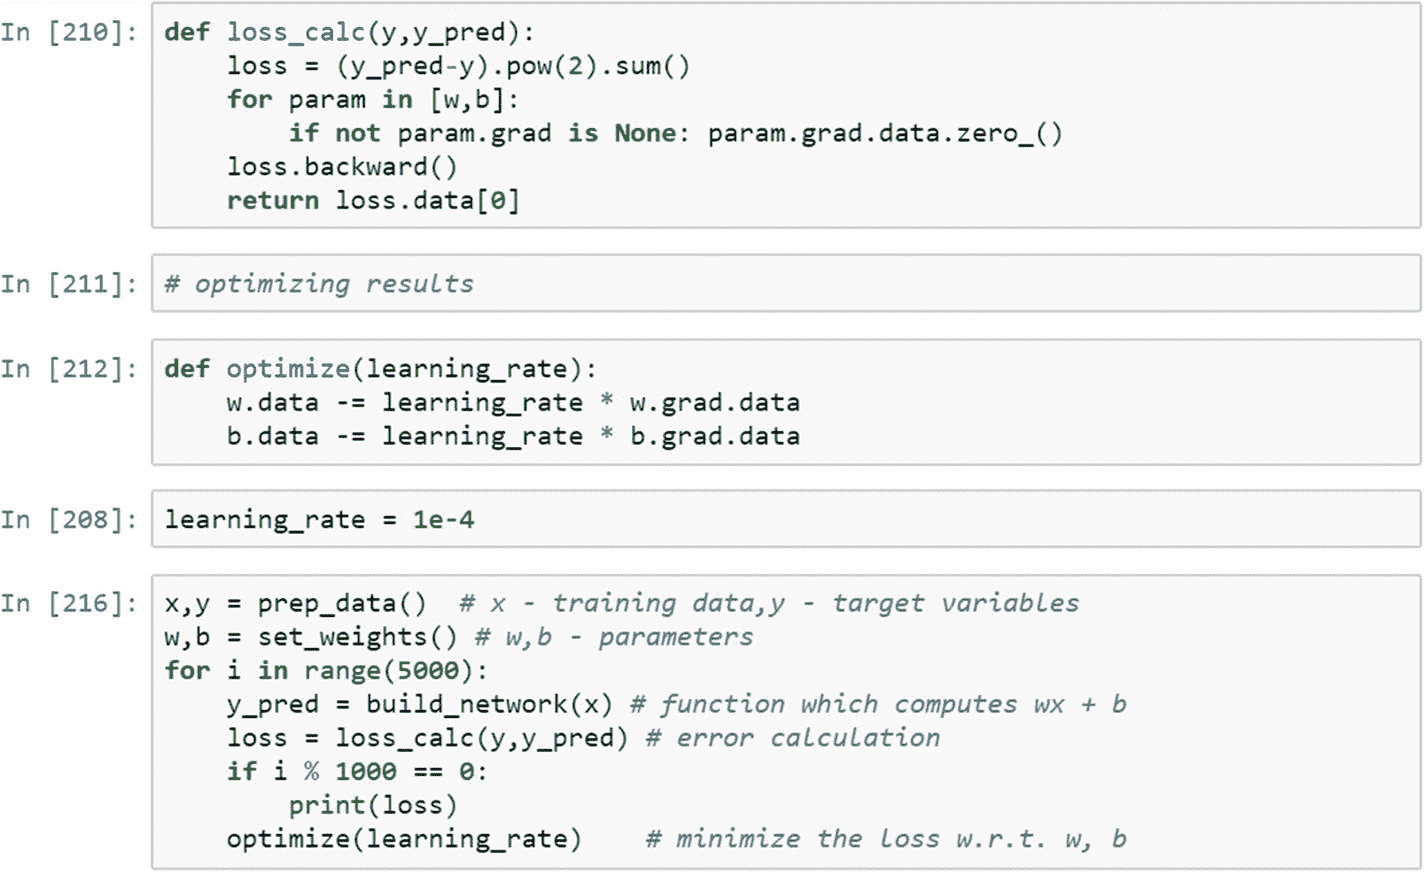 In [210]: def loss_calc(y,y_pred):
    loss = (y_pred-y).pow(2).sum()
    for param in [w,b]:
        if not param.grad is None: param.grad.data.zero_()
    loss.backward()
    return loss.data[0]
In [211]: # optimizing results
In [212]: def optimize(learning_rate):
    w.data -= learning_rate * w.grad.data
    b.data -= learning_rate * b.grad.data
In [208]: learning_rate = 1e-4
In [216]: x,y = prep_data()  # x - training data,y - target variables
w,b = set_weights() # w,b - parameters
for i in range(5000):
    y_pred = build_network(x) # function which computes wx + b
    loss = loss_calc(y,y_pred) # error calculation
    if i % 1000 == 0:
        print(loss)
    optimize(learning_rate)    # minimize the loss w.r.t. w, b